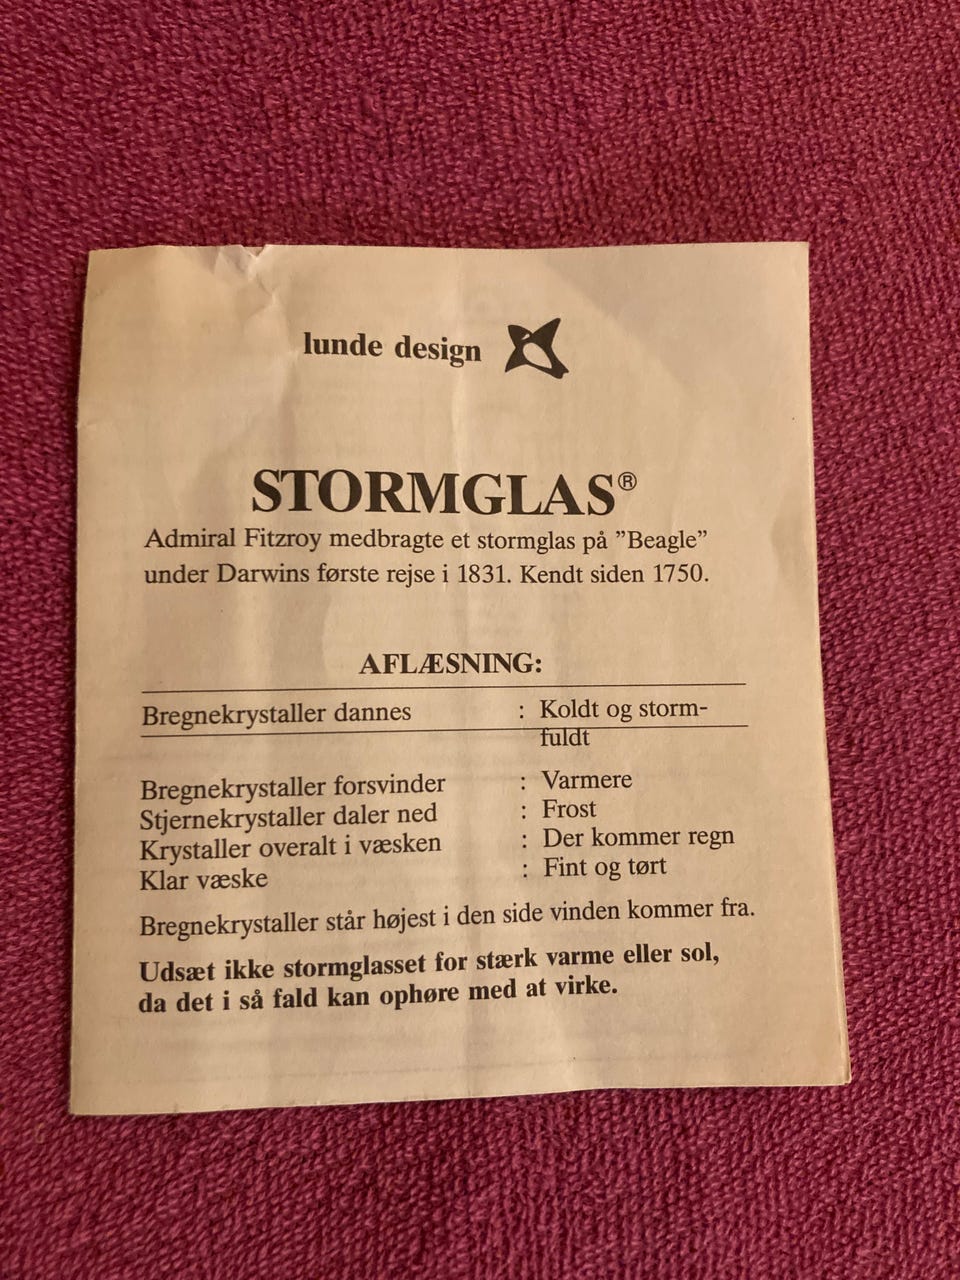 lunde design
STORMGLAS®
Admiral Fitzroy medbragte et stormglas på ”Beagle”
under Darwins første rejse i 1831. Kendt siden 1750.
AFLÆSNING:
Bregnekrystaller dannes : Koldt og storm-
fuldt
Bregnekrystaller forsvinder : Varmere
Stjernekrystaller daler ned : Frost
Krystaller overalt i væsken : Der kommer regn
Klar væske : Fint og tørt
Bregnekrystaller står højest i den side vinden kommer fra.
Udsæt ikke stormglasset for stærk varme eller sol,
da det i så fald kan ophøre med at virke.